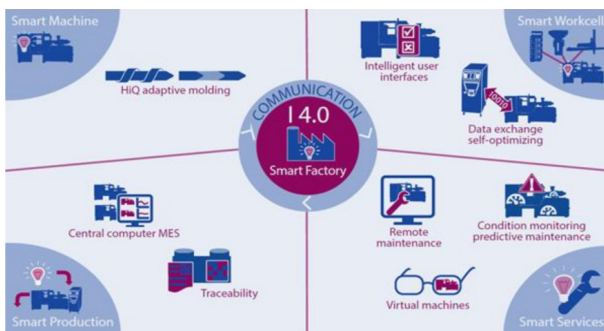 Smart Machine
HiQ adaptive molding
Intelligent user
interfaces
Smart Workcell
10010
Data exchange
self-optimizing
COMMUNICATION
I 4.0
Smart Factory
Central computer MES
Traceability
Smart Production
Remote
maintenance
Condition monitoring
predictive maintenance
Virtual machines
Smart Services